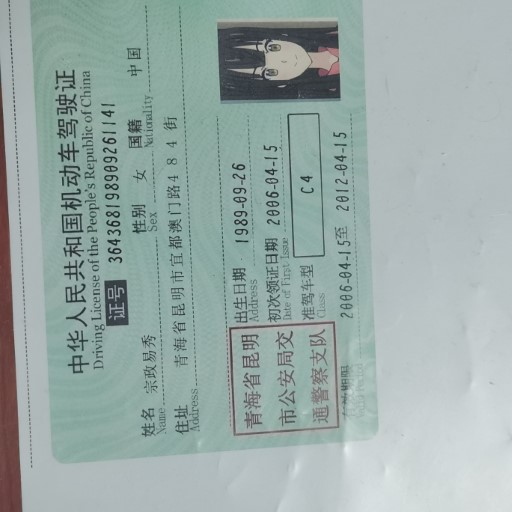 中华人民共和国机动车驾驶证
Driving License of the People's Republic of China
证号 364368198909261141
姓名 宗政易秀 性别 女 国籍 中国
Name Sex Nationality
住址 青海省昆明市宜都澳门路484街
Address
出生日期 1989-09-26
Address
初次领证日期 2006-04-15
Date of First Issue
准驾车型 C4
Class
2006-04-15至 2012-04-15
青海省昆明
市公安局交
通警察支队